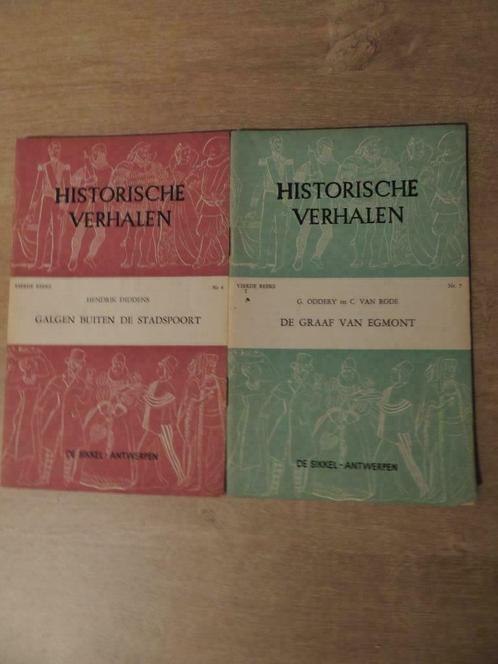 HISTORISCHE
VERHALEN
VIERDE REEKS Nr 6
HENDRIK DIDDENS
GALGEN BUITEN DE STADSPOORT
DE SIKKEL - ANTWERPEN
HISTORISCHE
VERHALEN
VIERDE REEKS Nr. 7
G. ODDERY en C. VAN RODE
DE GRAAF VAN EGMONT
DE SIKKEL - ANTWERPEN